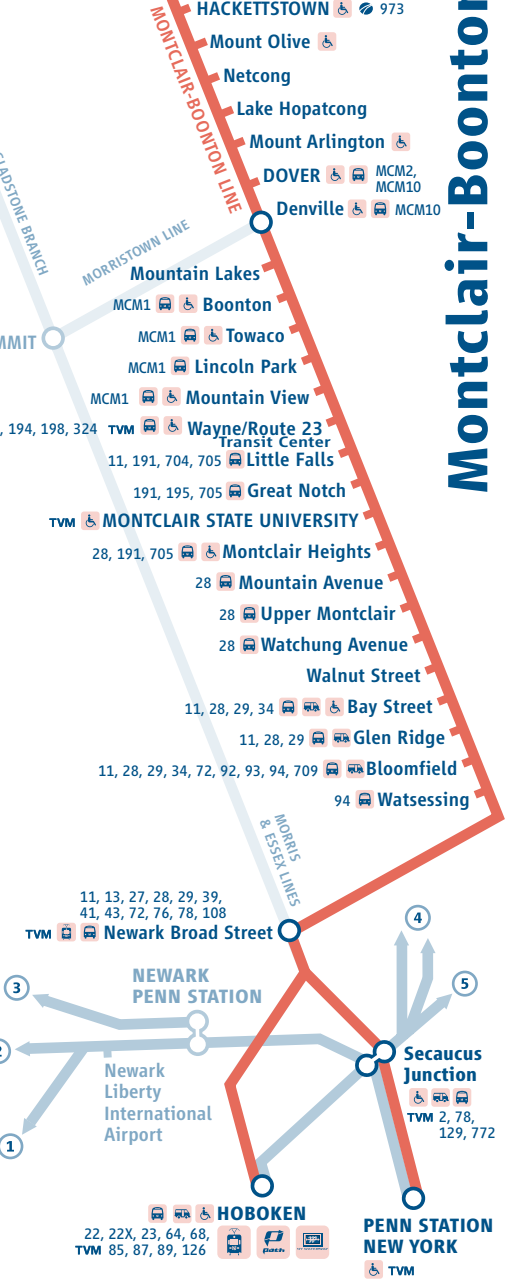 HACKETTSTOWN 973
Mount Olive
Netcong
Lake Hopatcong
Mount Arlington
DOVER MCM2,
MCM10
Denville MCM10
MONTCLAIR-BOONTON LINE
Montclair-Boonton
GLADSTONE BRANCH
MORRISTOWN LINE
Mountain Lakes
MCM1 Boonton
MCM1 Towaco
MMIT
MCM1 Lincoln Park
MCM1 Mountain View
, 194, 198, 324 TVM Wayne/Route 23
Transit Center
11, 191, 704, 705 Little Falls
191, 195, 705 Great Notch
TVM MONTCLAIR STATE UNIVERSITY
28, 191, 705 Montclair Heights
28 Mountain Avenue
28 Upper Montclair
28 Watchung Avenue
Walnut Street
11, 28, 29, 34 Bay Street
11, 28, 29 Glen Ridge
11, 28, 29, 34, 72, 92, 93, 94, 709 Bloomfield
94 Watsessing
MORRIS
& ESSEX LINES
11, 13, 27, 28, 29, 39,
41, 43, 72, 76, 78, 108
TVM Newark Broad Street
4
3
NEWARK
PENN STATION
5
2
Newark
Liberty
International
Airport
1
Secaucus
Junction
TVM 2, 78,
129, 772
HOBOKEN
22, 22X, 23, 64, 68,
TVM 85, 87, 89, 126
path
PENN STATION
NEW YORK
TVM